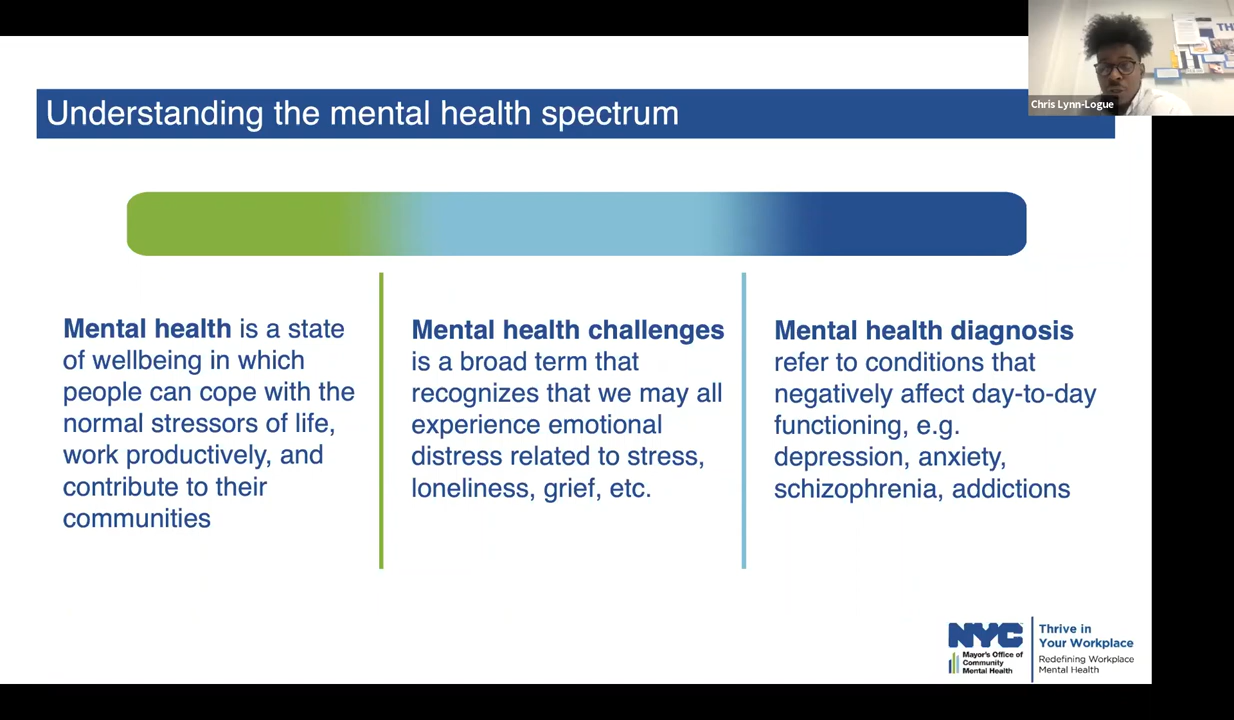 Understanding the mental health spectrum
Chris Lynn-Logue
Mental health is a state
of wellbeing in which
people can cope with the
normal stressors of life,
work productively, and
contribute to their
communities
Mental health challenges
is a broad term that
recognizes that we may all
experience emotional
distress related to stress,
loneliness, grief, etc.
Mental health diagnosis
refer to conditions that
negatively affect day-to-day
functioning, e.g.
depression, anxiety,
schizophrenia, addictions
NYC
Mayor's Office of
Community
Mental Health
Thrive in
Your Workplace
Redefining Workplace
Mental Health